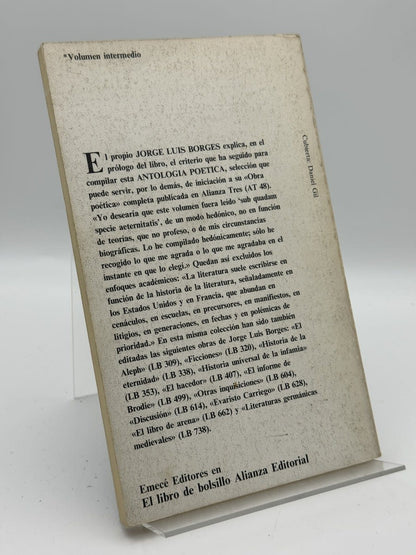 *Volumen intermedio
El propio JORGE LUIS BORGES explica, en el
prólogo del libro, el criterio que ha seguido para
compilar esta ANTOLOGIA POETICA, selección que
puede servir, por lo demás, de iniciación a su «Obra
poética» completa publicada en Alianza Tres (AT 48).
«Yo desearía que este volumen fuera leído 'sub quadam
specie aeternitatis', de un modo hedónico, no en función
de teorías, que no profeso, o de mis circunstancias
biográficas. Lo he compilado hedónicamente; sólo he
recogido lo que me agrada o lo que me agradaba en el
instante en que lo elegí.» Quedan así excluidos los
enfoques académicos: «La literatura suele escribirse en
función de la historia de la literatura, señaladamente en
los Estados Unidos y en Francia, que abundan en
cenáculos, en escuelas, en precursores, en manifiestos, en
litigios, en generaciones, en fechas y en polémicas de
prioridad.» En esta misma colección han sido también
editadas las siguientes obras de Jorge Luis Borges: «El
Aleph» (LB 309), «Ficciones» (LB 320), «Historia de la
eternidad» (LB 338), «Historia universal de la infamia»
(LB 353), «El hacedor» (LB 407), «El informe de
Brodie» (LB 499), «Otras inquisiciones» (LB 604),
«Discusión» (LB 614), «Evaristo Carriego» (LB 628),
«El libro de arena» (LB 662) y «Literaturas germánicas
medievales» (LB 738).
Cubierta: Daniel Gil
Emecé Editores en
El libro de bolsillo Alianza Editorial